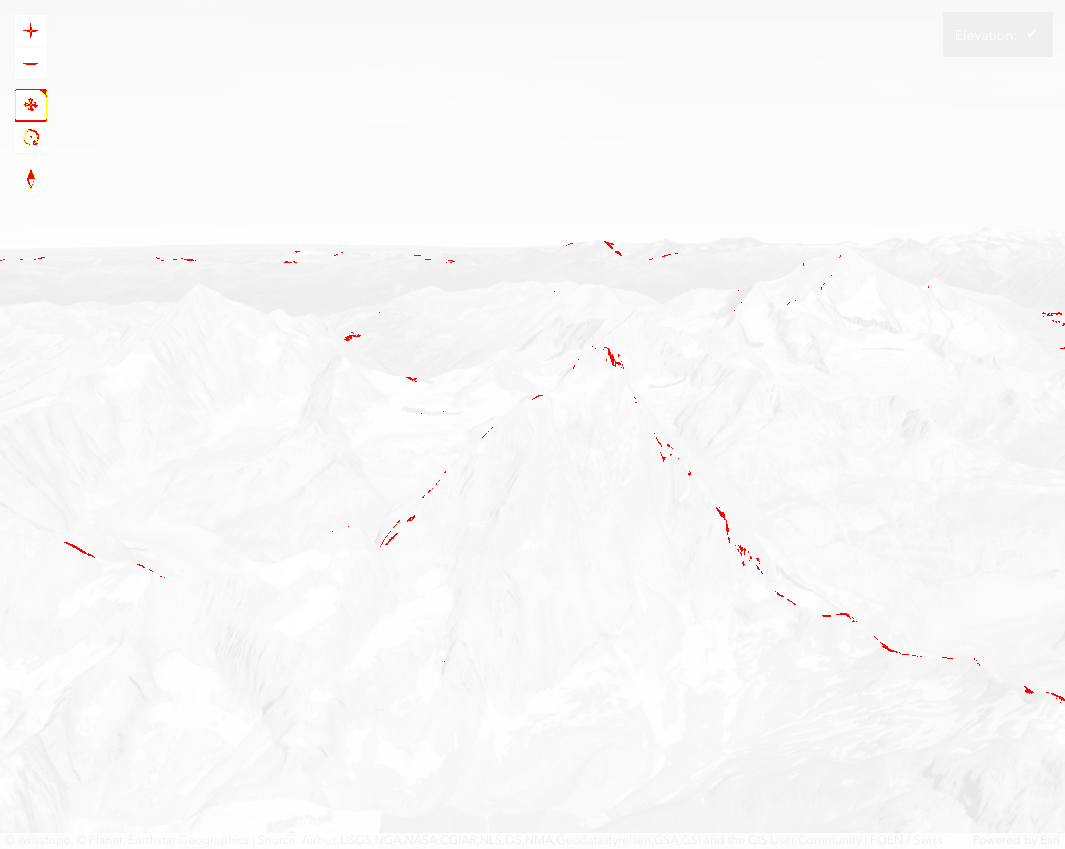 Elevation: ✔
© swisstopo, © Planet, Earthstar Geographics | Source: Airbus,USGS,NGA,NASA,CGIAR,NLS,OS,NMA,Geodatastyrelsen,GSA,GSI and the GIS User Community | FOEN / Swiss... Powered by Esri